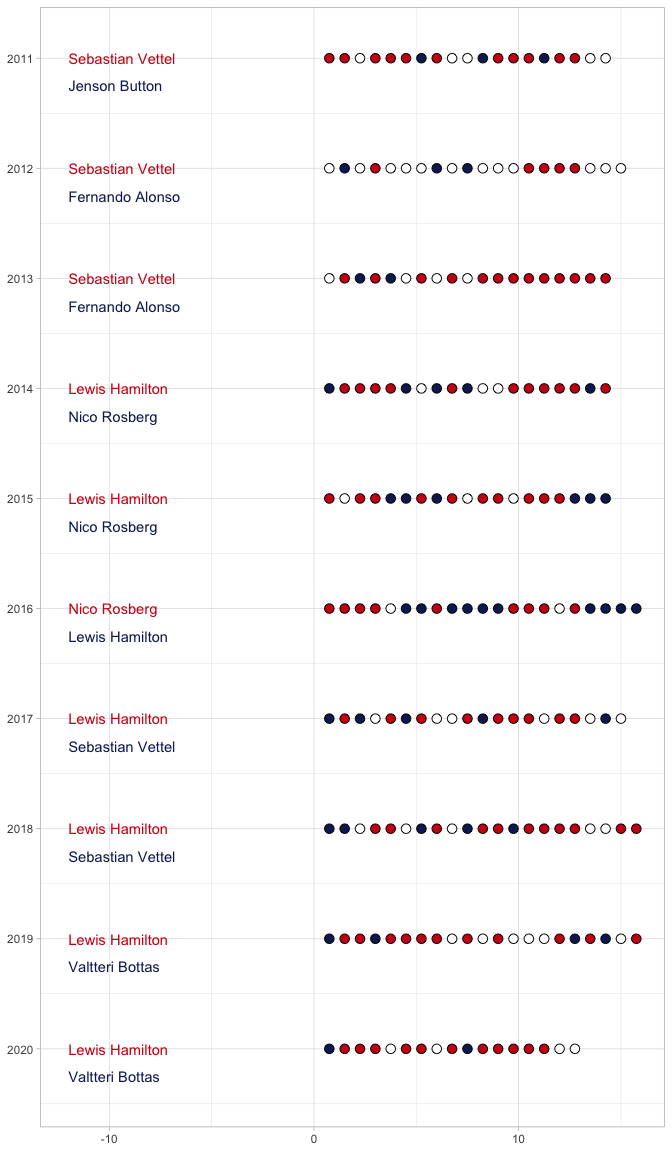 2011
Sebastian Vettel
Jenson Button
2012
Sebastian Vettel
Fernando Alonso
2013
Sebastian Vettel
Fernando Alonso
2014
Lewis Hamilton
Nico Rosberg
2015
Lewis Hamilton
Nico Rosberg
2016
Nico Rosberg
Lewis Hamilton
2017
Lewis Hamilton
Sebastian Vettel
2018
Lewis Hamilton
Sebastian Vettel
2019
Lewis Hamilton
Valtteri Bottas
2020
Lewis Hamilton
Valtteri Bottas
-10 0 10